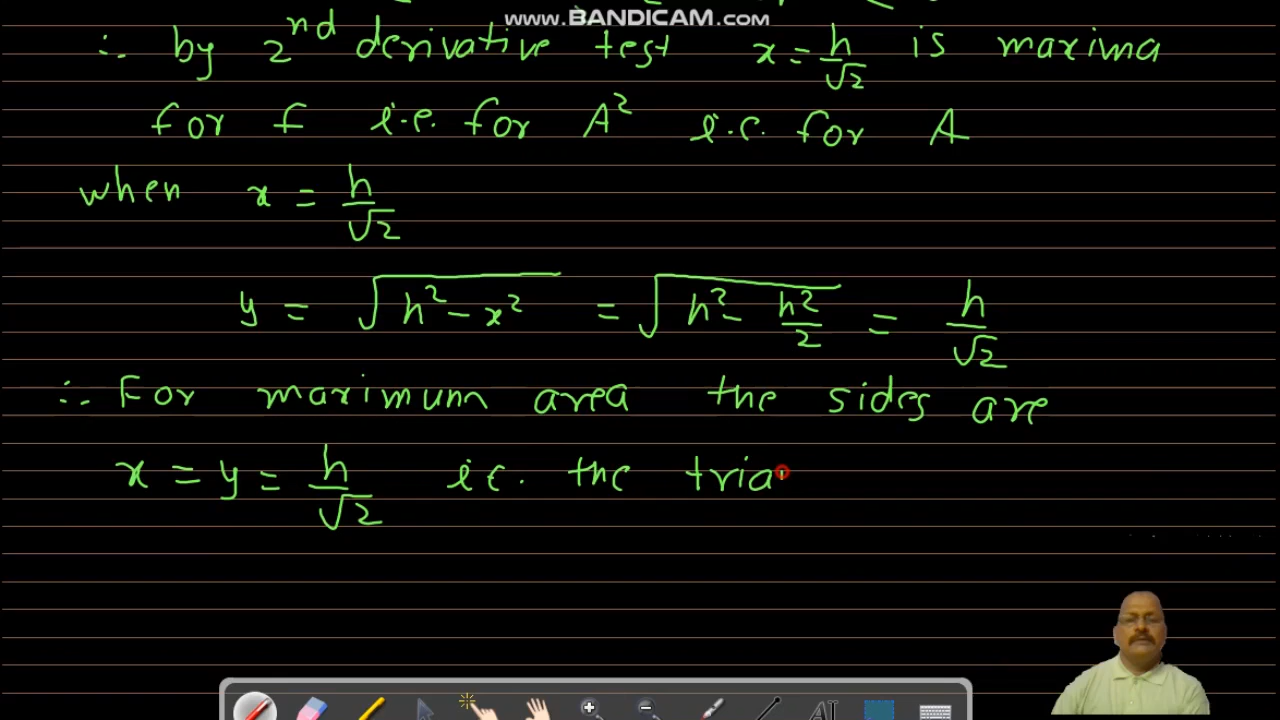 www.BANDICAM.com
∴ by 2nd derivative test x = h/√2 is maxima
for f i.e. for A² i.e. for A
when x = h/√2
y = √(h² - x²) = √(h² - h²/2) = h/√2
∴ For maximum area the sides are
x = y = h/√2 i.e. the tria